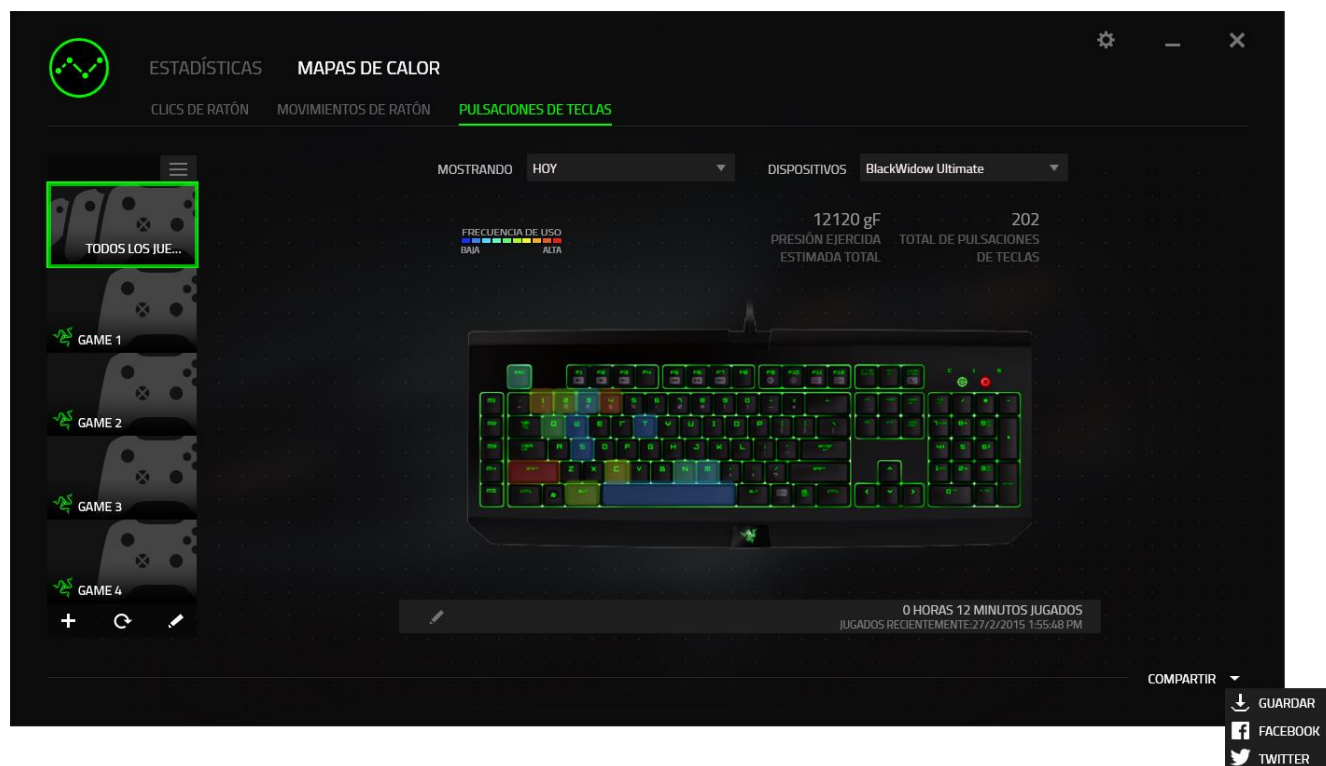 ESTADÍSTICAS MAPAS DE CALOR
CLICS DE RATÓN MOVIMIENTOS DE RATÓN PULSACIONES DE TECLAS
MOSTRANDO HOY DISPOSITIVOS BlackWidow Ultimate
TODOS LOS JUE...
FRECUENCIA DE USO
BAJA ALTA
12120 gF
PRESIÓN EJERCIDA
ESTIMADA TOTAL
202
TOTAL DE PULSACIONES
DE TECLAS
GAME 1
GAME 2
GAME 3
GAME 4
0 HORAS 12 MINUTOS JUGADOS
JUGADOS RECIENTEMENTE:27/2/2015 1:55:48 PM
COMPARTIR
GUARDAR
FACEBOOK
TWITTER